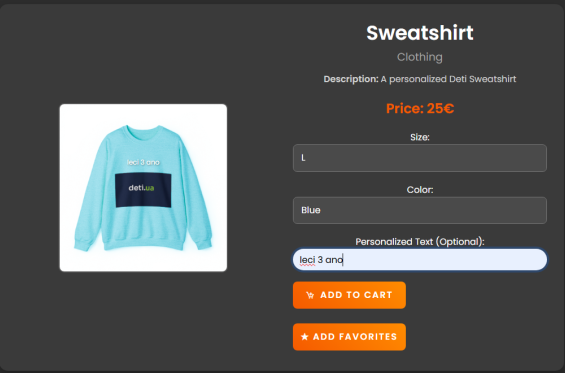 Sweatshirt
Clothing
Description: A personalized Deti Sweatshirt
Price: 25€
Size:
L
Color:
Blue
Personalized Text (Optional):
leci 3 ano
ADD TO CART
ADD FAVORITES
leci 3 ano
deti.ua